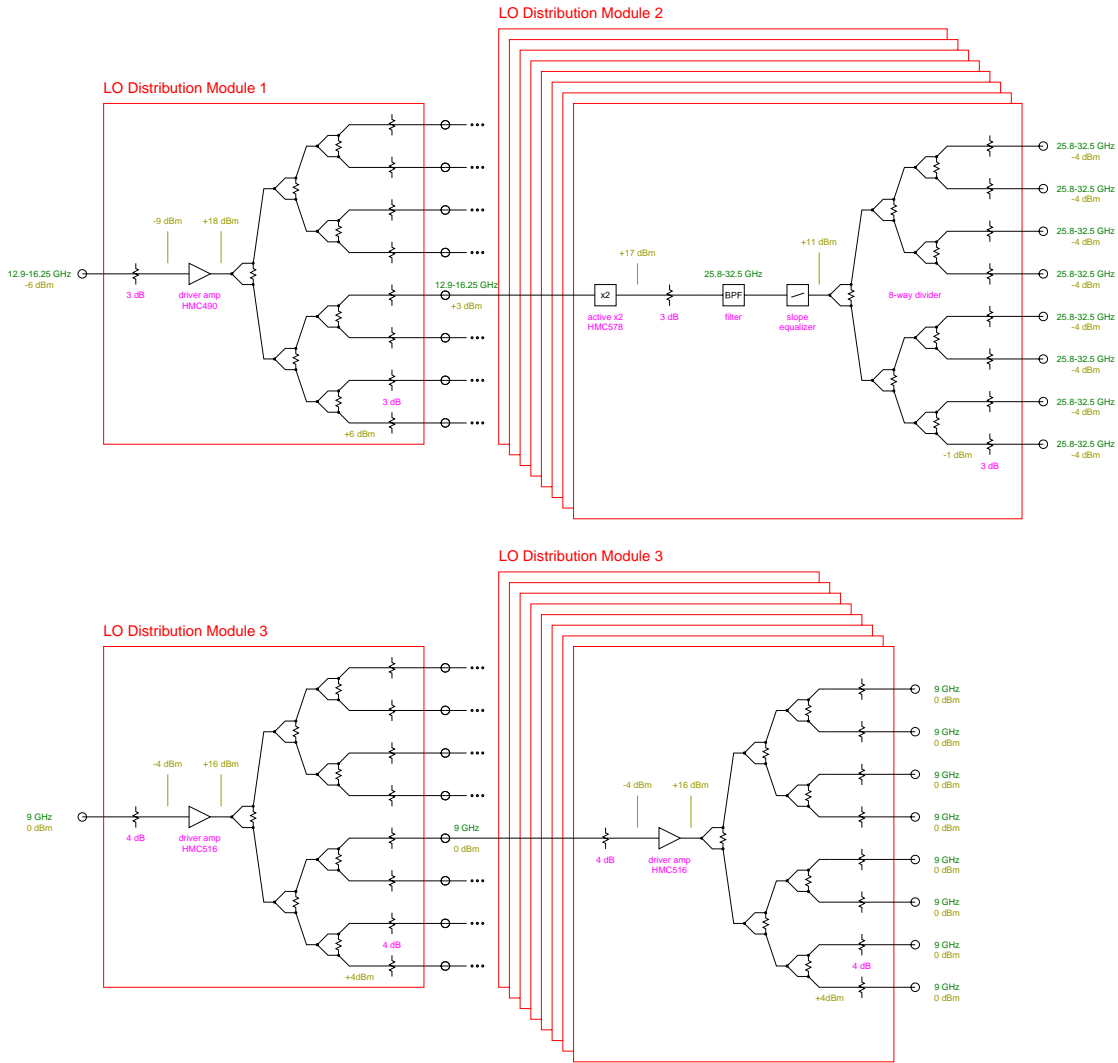 LO Distribution Module 2
LO Distribution Module 1
12.9-16.25 GHz
-6 dBm
3 dB
-9 dBm
driver amp
HMC490
+18 dBm
+6 dBm
3 dB
12.9-16.25 GHz
+3 dBm
x2
active x2
HMC578
+17 dBm
3 dB
25.8-32.5 GHz
BPF
filter
slope
equalizer
+11 dBm
8-way divider
-1 dBm
3 dB
25.8-32.5 GHz
-4 dBm
25.8-32.5 GHz
-4 dBm
25.8-32.5 GHz
-4 dBm
25.8-32.5 GHz
-4 dBm
25.8-32.5 GHz
-4 dBm
25.8-32.5 GHz
-4 dBm
25.8-32.5 GHz
-4 dBm
25.8-32.5 GHz
-4 dBm
LO Distribution Module 3
LO Distribution Module 3
9 GHz
0 dBm
4 dB
-4 dBm
driver amp
HMC516
+16 dBm
+4dBm
4 dB
9 GHz
0 dBm
4 dB
-4 dBm
driver amp
HMC516
+16 dBm
+4dBm
4 dB
9 GHz
0 dBm
9 GHz
0 dBm
9 GHz
0 dBm
9 GHz
0 dBm
9 GHz
0 dBm
9 GHz
0 dBm
9 GHz
0 dBm
9 GHz
0 dBm